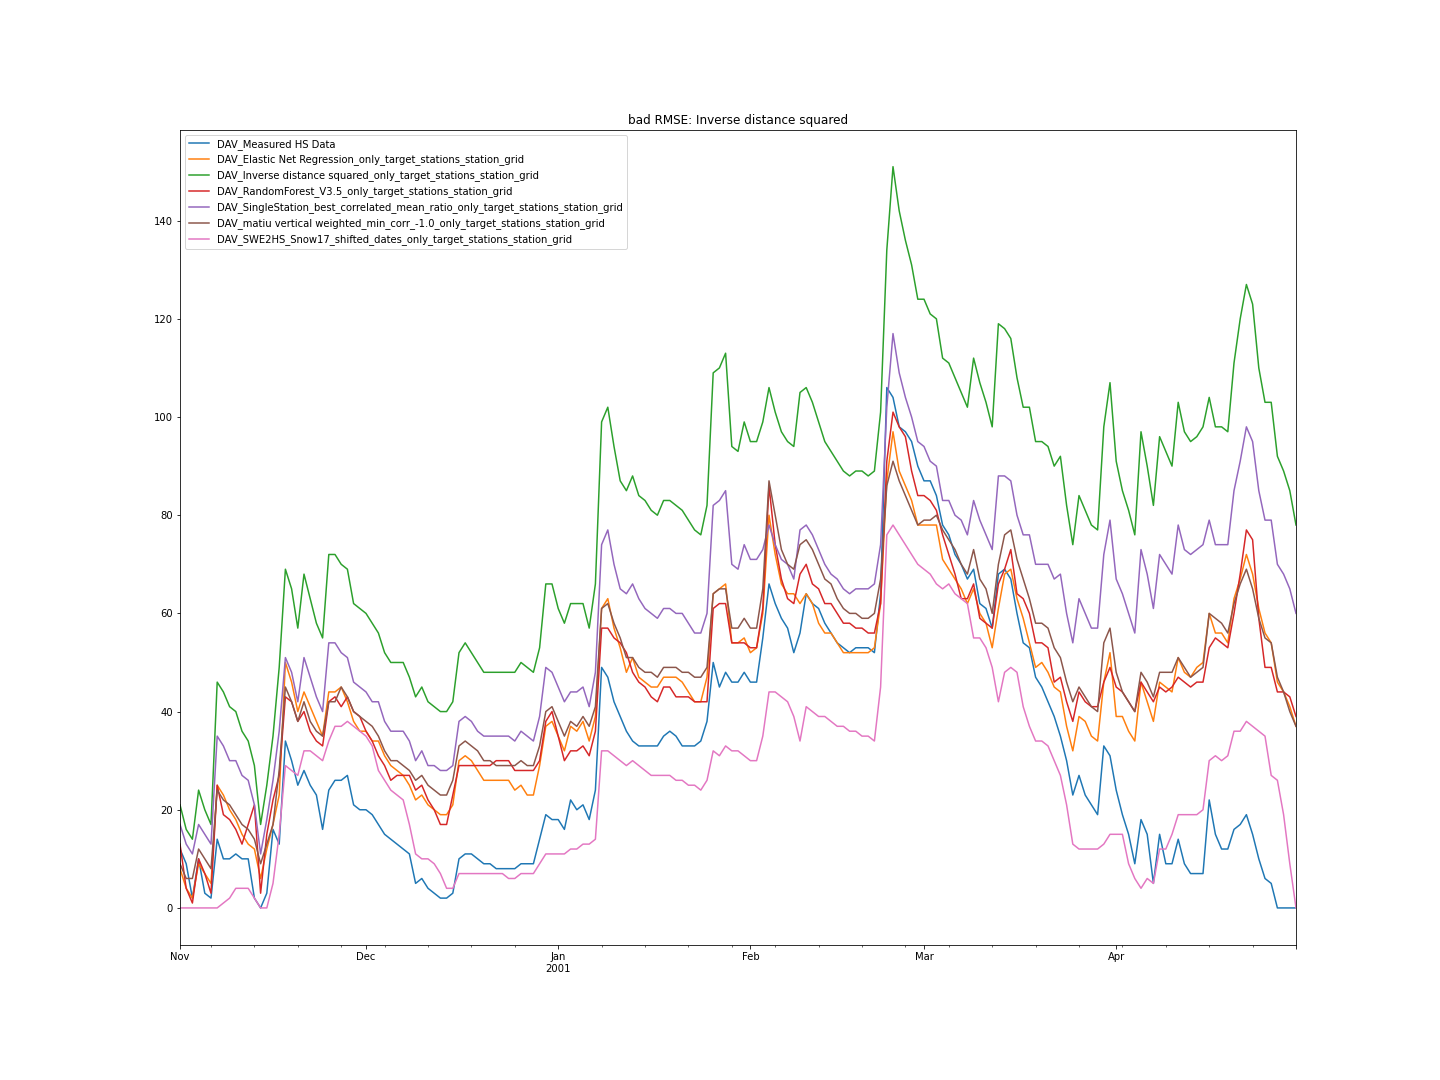 bad RMSE: Inverse distance squared
DAV_Measured HS Data
DAV_Elastic Net Regression_only_target_stations_station_grid
DAV_Inverse distance squared_only_target_stations_station_grid
DAV_RandomForest_V3.5_only_target_stations_station_grid
DAV_SingleStation_best_correlated_mean_ratio_only_target_stations_station_grid
DAV_matiu vertical weighted_min_corr_-1.0_only_target_stations_station_grid
DAV_SWE2HS_Snow17_shifted_dates_only_target_stations_station_grid
140
120
100
80
60
40
20
0
Nov Dec Jan Feb Mar Apr
2001